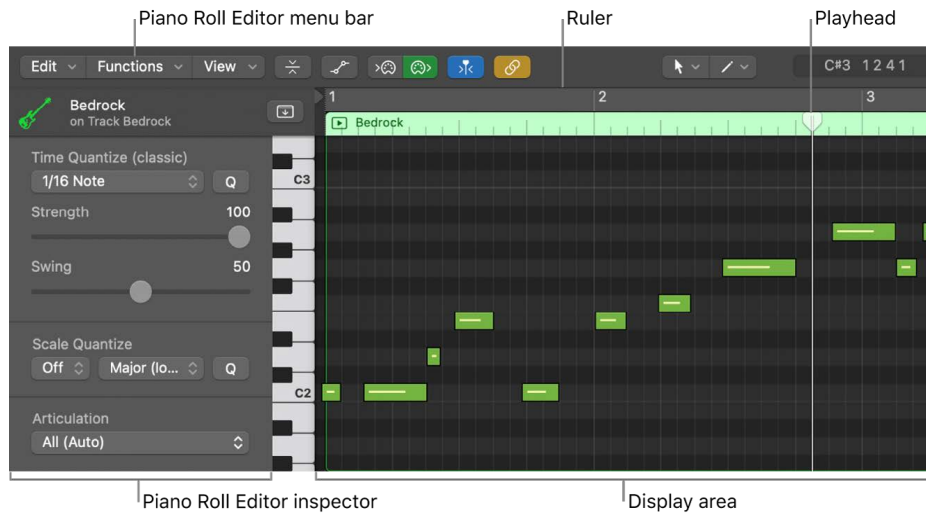 Piano Roll Editor menu bar
Ruler
Playhead
Edit Functions View
C#3 1 2 4 1
Bedrock
on Track Bedrock
1 2 3
Bedrock
Time Quantize (classic)
1/16 Note Q
C3
Strength 100
Swing 50
Scale Quantize
Off Major (Io... Q
C2
Articulation
All (Auto)
Piano Roll Editor inspector
Display area